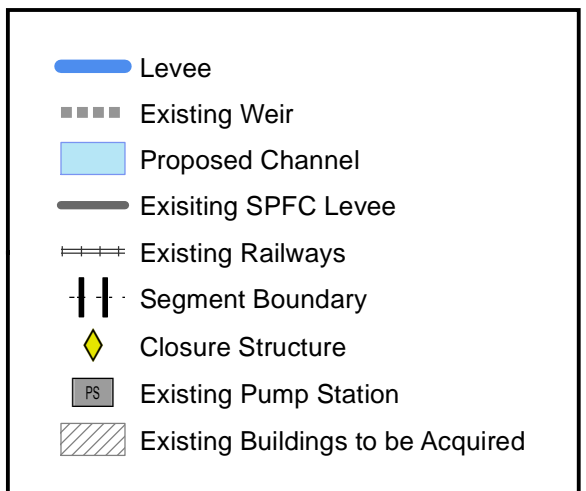 Levee
Existing Weir
Proposed Channel
Exisiting SPFC Levee
Existing Railways
Segment Boundary
Closure Structure
PS Existing Pump Station
Existing Buildings to be Acquired